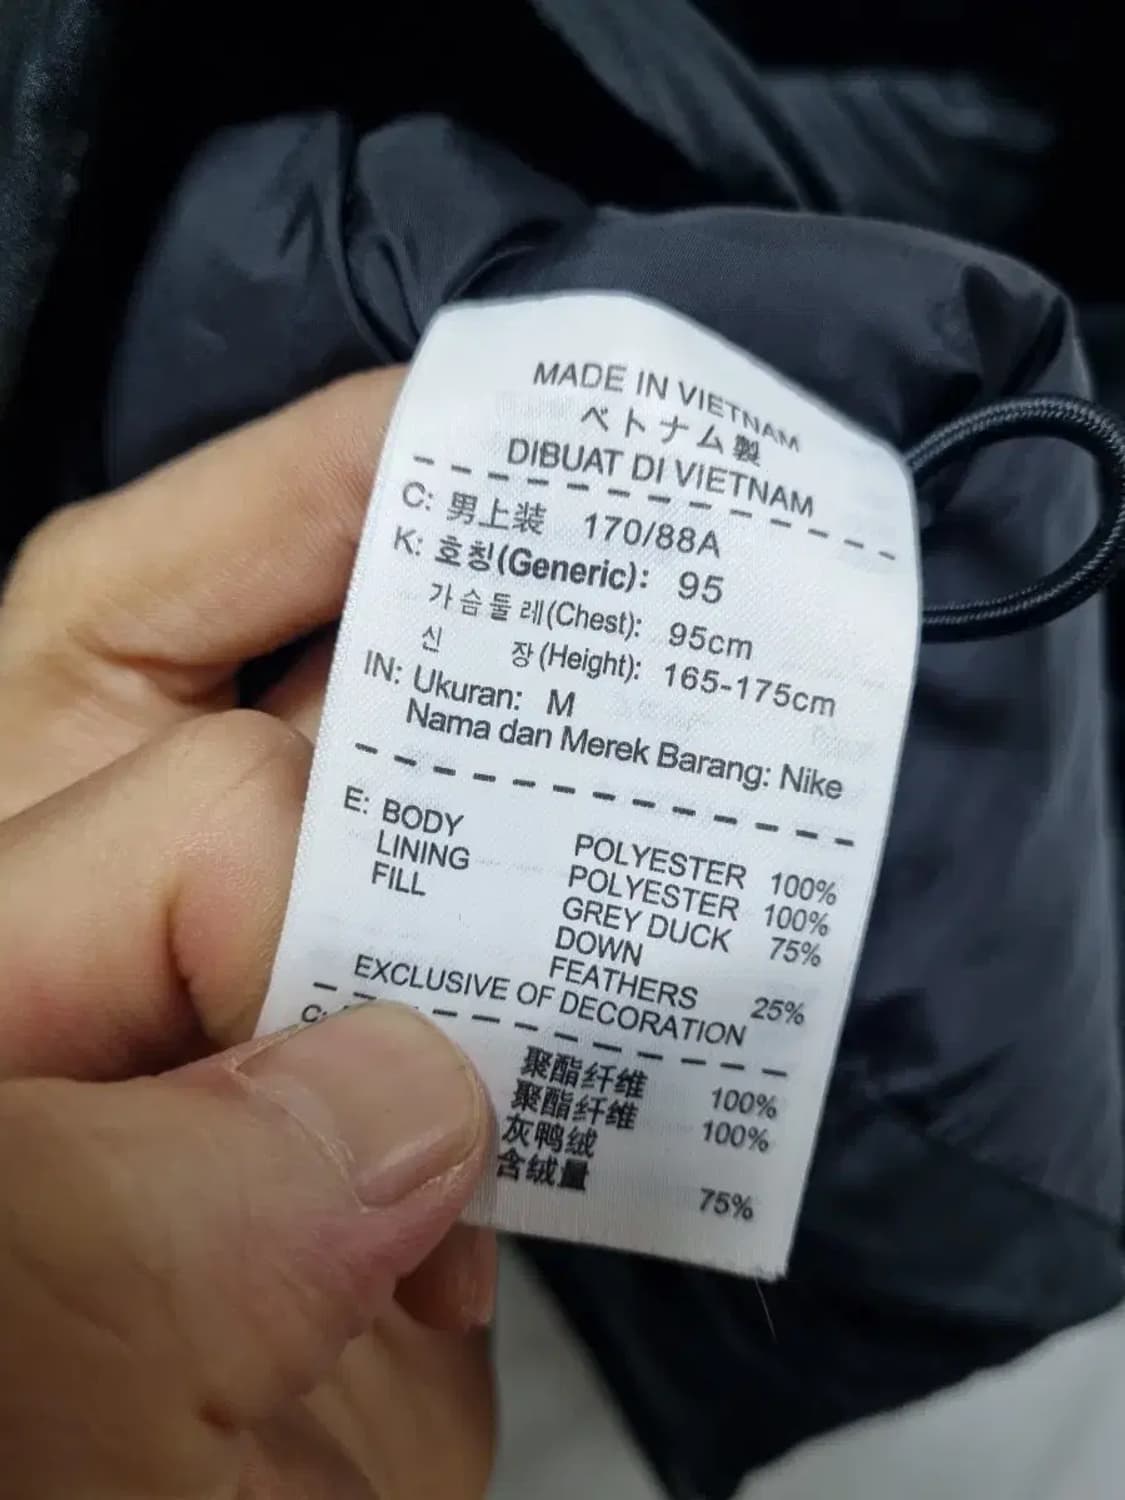 MADE IN VIETNAM
ベトナム製
DIBUAT DI VIETNAM
C: 男上装 170/88A
K: 호칭(Generic): 95
가슴둘레(Chest): 95cm
신 장(Height): 165-175cm
IN: Ukuran: M
Nama dan Merek Barang: Nike
E: BODY POLYESTER 100%
LINING POLYESTER 100%
FILL GREY DUCK 75%
DOWN
FEATHERS 25%
EXCLUSIVE OF DECORATION
C:
聚酯纤维 100%
聚酯纤维 100%
灰鸭绒
含绒量 75%